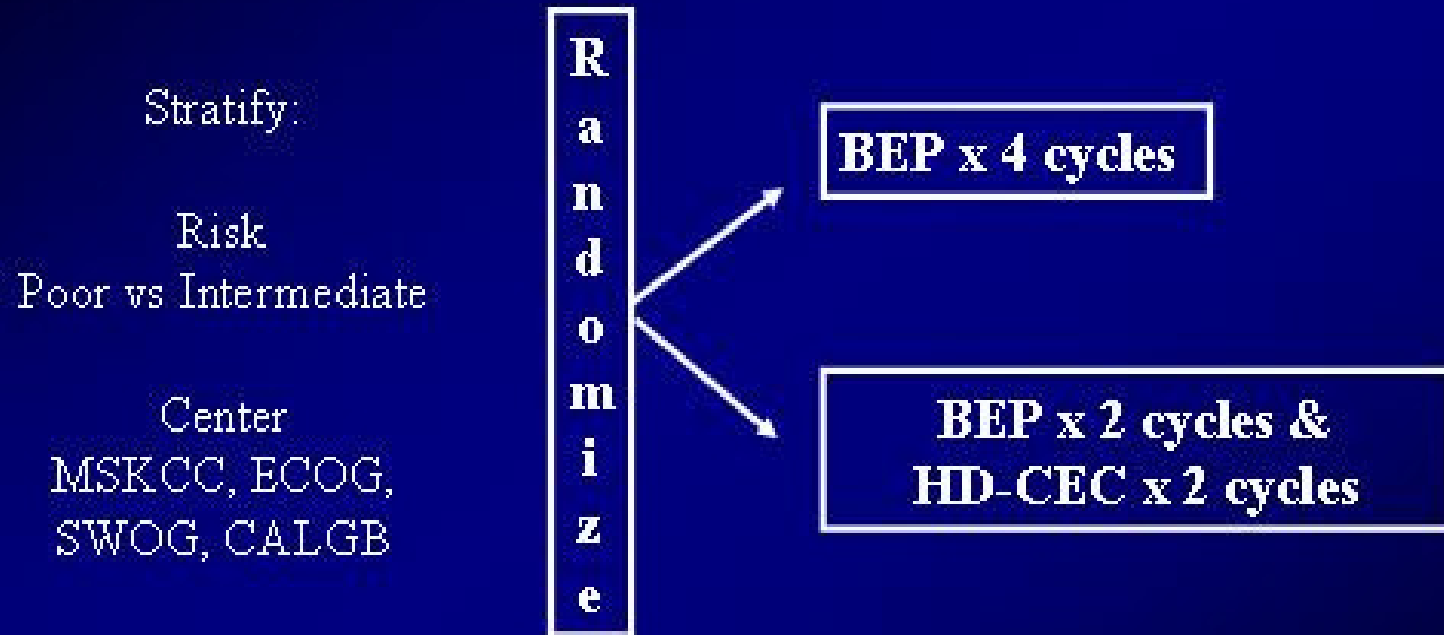 Stratify:
Risk
Poor vs Intermediate
Center
MSKCC, ECOG,
SWOG, CALGB
Randomize
BEP x 4 cycles
BEP x 2 cycles &
HD-CEC x 2 cycles